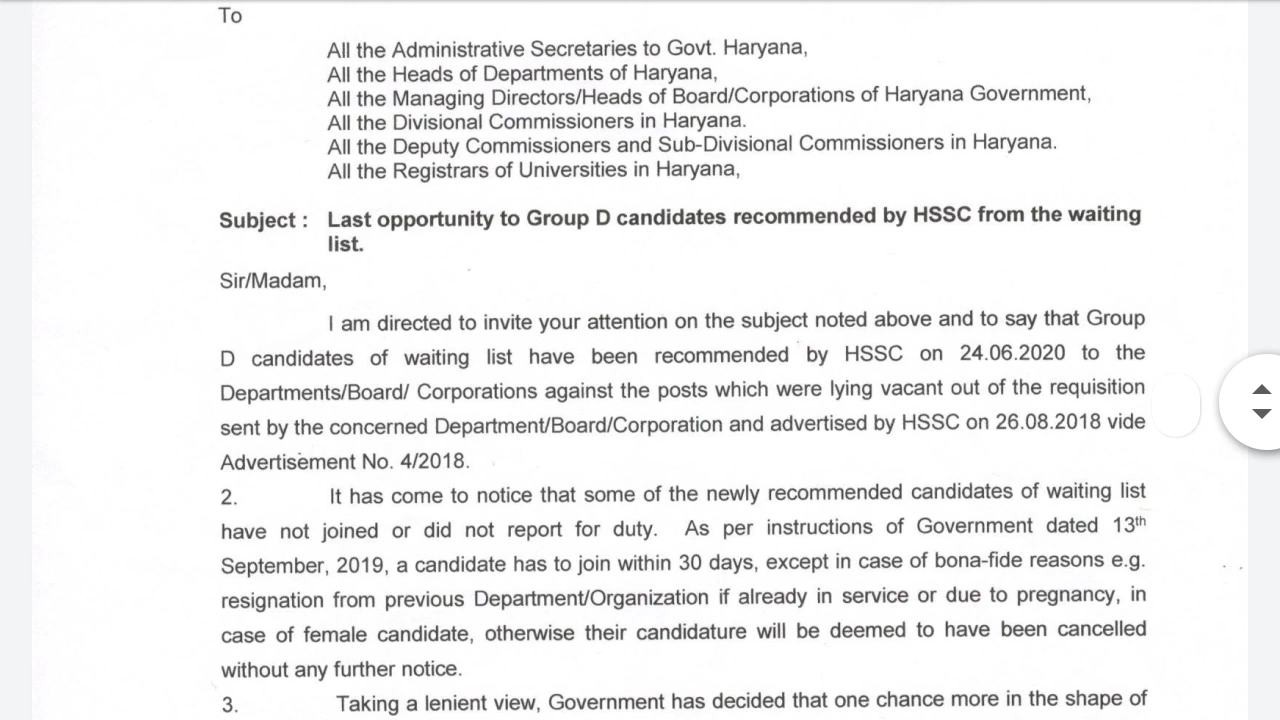 To
All the Administrative Secretaries to Govt. Haryana,
All the Heads of Departments of Haryana,
All the Managing Directors/Heads of Board/Corporations of Haryana Government,
All the Divisional Commissioners in Haryana.
All the Deputy Commissioners and Sub-Divisional Commissioners in Haryana.
All the Registrars of Universities in Haryana,
Subject : Last opportunity to Group D candidates recommended by HSSC from the waiting
list.
Sir/Madam,
I am directed to invite your attention on the subject noted above and to say that Group
D candidates of waiting list have been recommended by HSSC on 24.06.2020 to the
Departments/Board/ Corporations against the posts which were lying vacant out of the requisition
sent by the concerned Department/Board/Corporation and advertised by HSSC on 26.08.2018 vide
Advertisement No. 4/2018.
2. It has come to notice that some of the newly recommended candidates of waiting list
have not joined or did not report for duty. As per instructions of Government dated 13th
September, 2019, a candidate has to join within 30 days, except in case of bona-fide reasons e.g.
resignation from previous Department/Organization if already in service or due to pregnancy, in
case of female candidate, otherwise their candidature will be deemed to have been cancelled
without any further notice.
3. Taking a lenient view, Government has decided that one chance more in the shape of